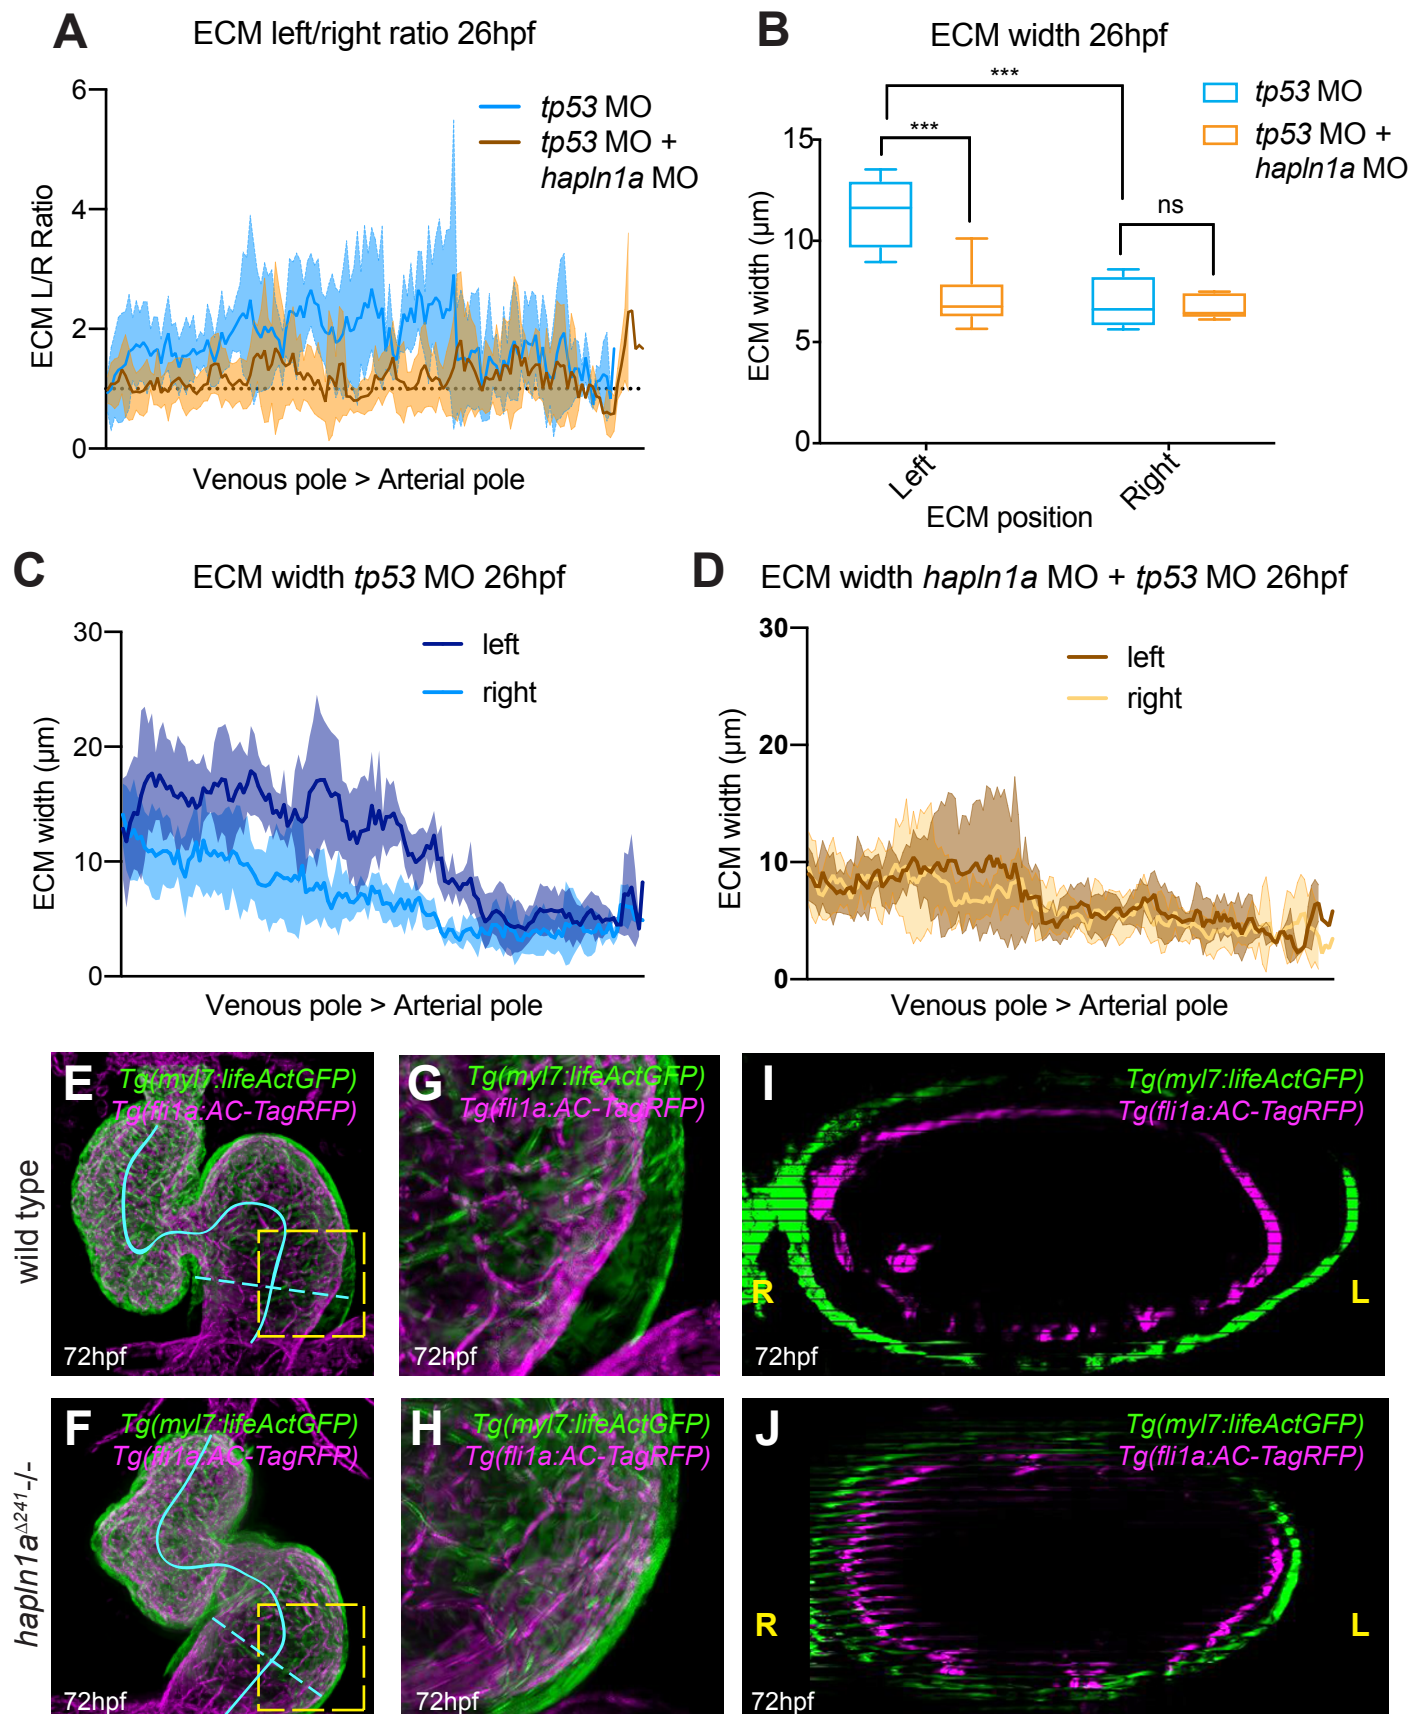 A
ECM left/right ratio 26hpf
6
4
2
0
ECM L/R Ratio
tp53 MO
tp53 MO +
hapln1a MO
Venous pole > Arterial pole
B
ECM width 26hpf
***
***
ns
tp53 MO
tp53 MO +
hapln1a MO
15
10
5
0
ECM width (µm)
Left
Right
ECM position
C
ECM width tp53 MO 26hpf
30
20
10
0
ECM width (µm)
left
right
Venous pole > Arterial pole
D
ECM width hapln1a MO + tp53 MO 26hpf
30
20
10
0
ECM width (µm)
left
right
Venous pole > Arterial pole
wild type
E
Tg(myl7:lifeActGFP)
Tg(fli1a:AC-TagRFP)
72hpf
G
Tg(myl7:lifeActGFP)
Tg(fli1a:AC-TagRFP)
72hpf
I
Tg(myl7:lifeActGFP)
Tg(fli1a:AC-TagRFP)
R
L
72hpf
hapln1aΔ241-/-
F
Tg(myl7:lifeActGFP)
Tg(fli1a:AC-TagRFP)
72hpf
H
Tg(myl7:lifeActGFP)
Tg(fli1a:AC-TagRFP)
72hpf
J
Tg(myl7:lifeActGFP)
Tg(fli1a:AC-TagRFP)
R
L
72hpf